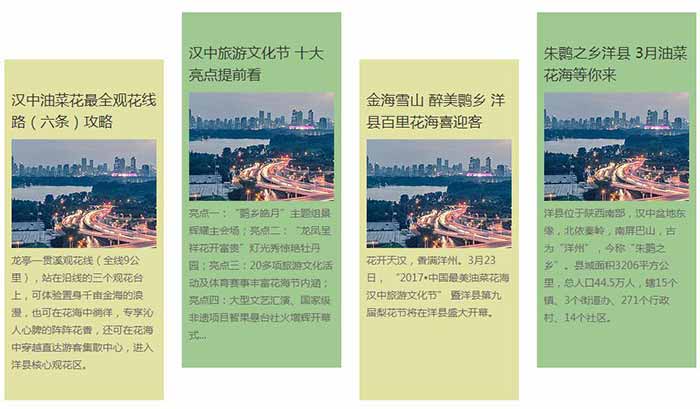 汉中油菜花最全观花线
路（六条）攻略
龙亭—贯溪观花线（全线9公
里），站在沿线的三个观花台
上，可体验置身千亩金海的浪
漫，也可在花海中徜徉，专享沁
人心脾的阵阵花香，还可在花海
中穿越直达游客集散中心，进入
洋县核心观花区。
汉中旅游文化节 十大
亮点提前看
亮点一：“鹮乡皓月”主题组景
辉耀主会场；亮点二：“龙凤呈
祥花开富贵”灯光秀惊艳牡丹
园；亮点三：20多项旅游文化活
动及体育赛事丰富花海节内涵；
亮点四：大型文艺汇演、国家级
非遗项目智果悬台社火增辉开幕
式...
金海雪山 醉美鹮乡 洋
县百里花海喜迎客
花开天汉，香满洋州。3月23
日，“2017•中国最美油菜花海
汉中旅游文化节” 暨洋县第九
届梨花节将在洋县盛大开幕。
朱鹮之乡洋县 3月油菜
花海等你来
洋县位于陕西南部，汉中盆地东
缘，北依秦岭，南屏巴山，古
为“洋州”，今称“朱鹮之
乡”。县域面积3206平方公
里，总人口44.5万人，辖15个
镇、3个街道办、271个行政
村、14个社区。